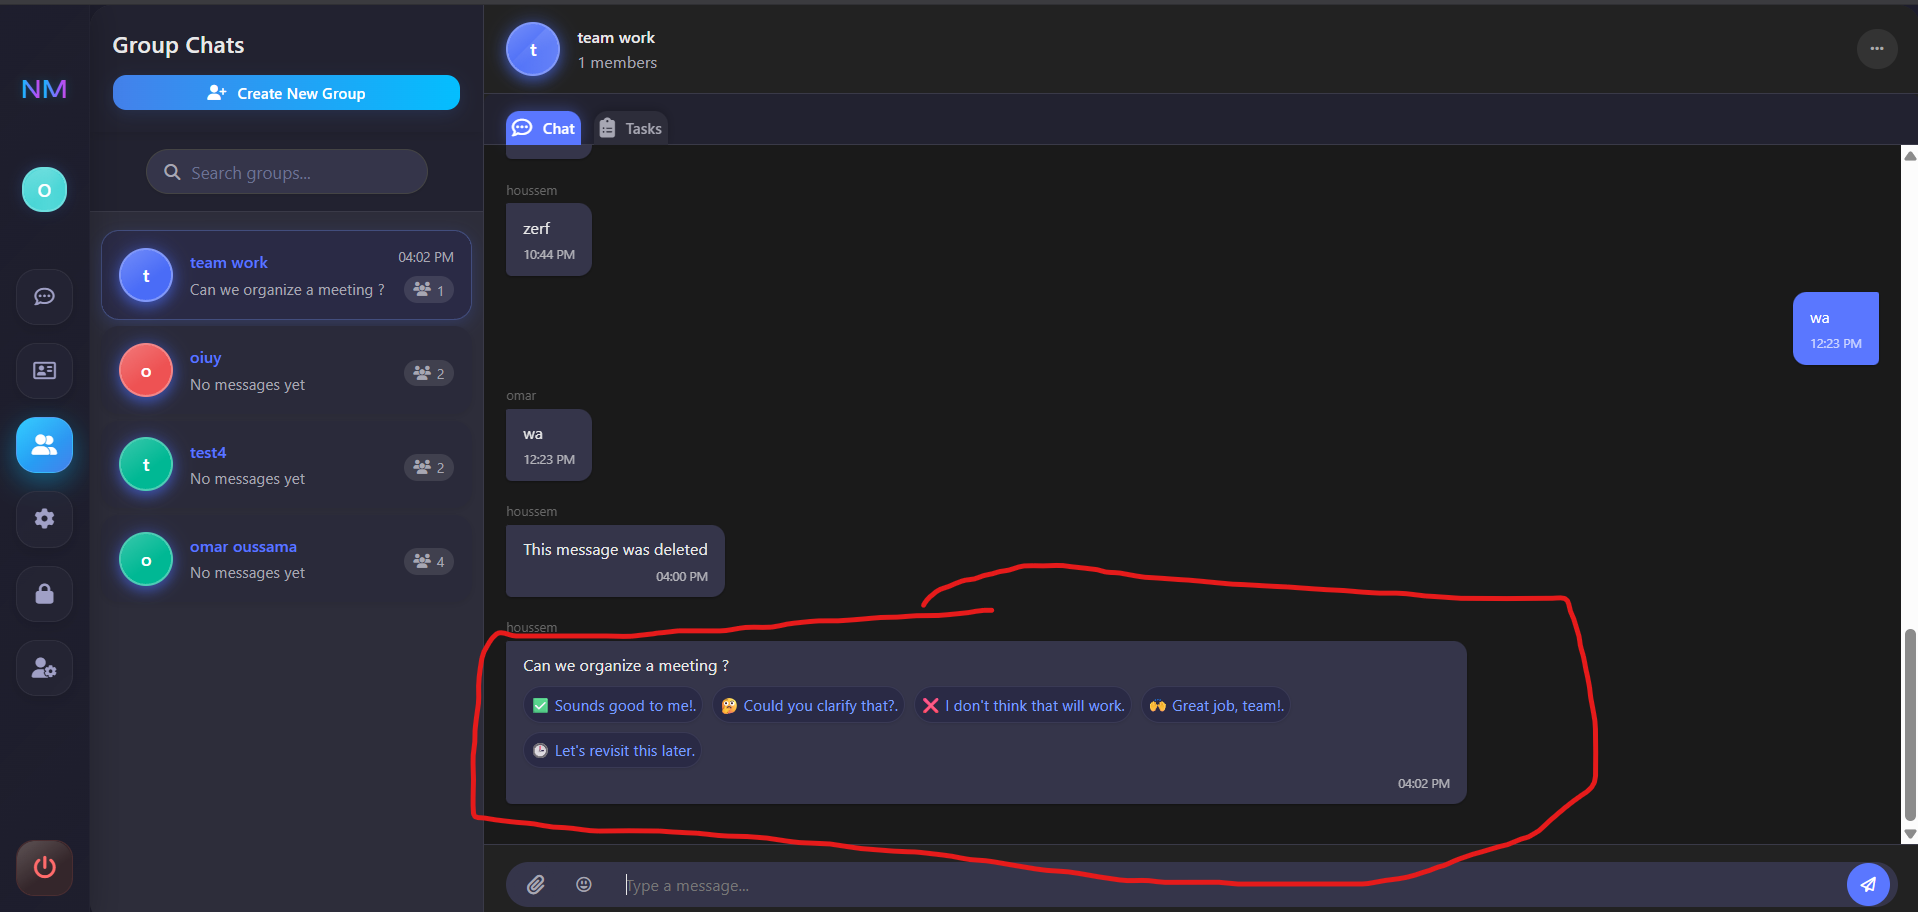 NM
O
Group Chats
Create New Group
Search groups...
t
team work
04:02 PM
Can we organize a meeting ?
1
o
oiuy
No messages yet
2
t
test4
No messages yet
2
o
omar oussama
No messages yet
4
t
team work
1 members
Chat
Tasks
houssem
zerf
10:44 PM
wa
12:23 PM
omar
wa
12:23 PM
houssem
This message was deleted
04:00 PM
houssem
Can we organize a meeting ?
✅ Sounds good to me!. 🤔 Could you clarify that?. ❌ I don't think that will work. 🙌 Great job, team!.
🕒 Let's revisit this later.
04:02 PM
Type a message...